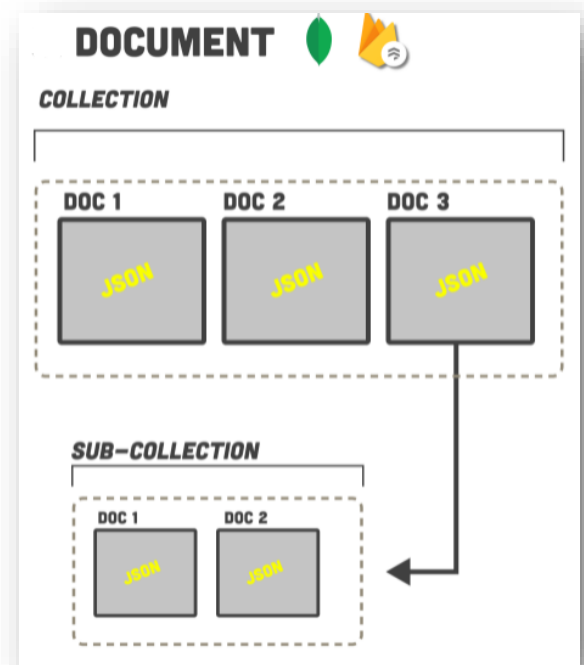 DOCUMENT
COLLECTION
DOC 1 DOC 2 DOC 3
JSON JSON JSON
SUB-COLLECTION
DOC 1 DOC 2
JSON JSON